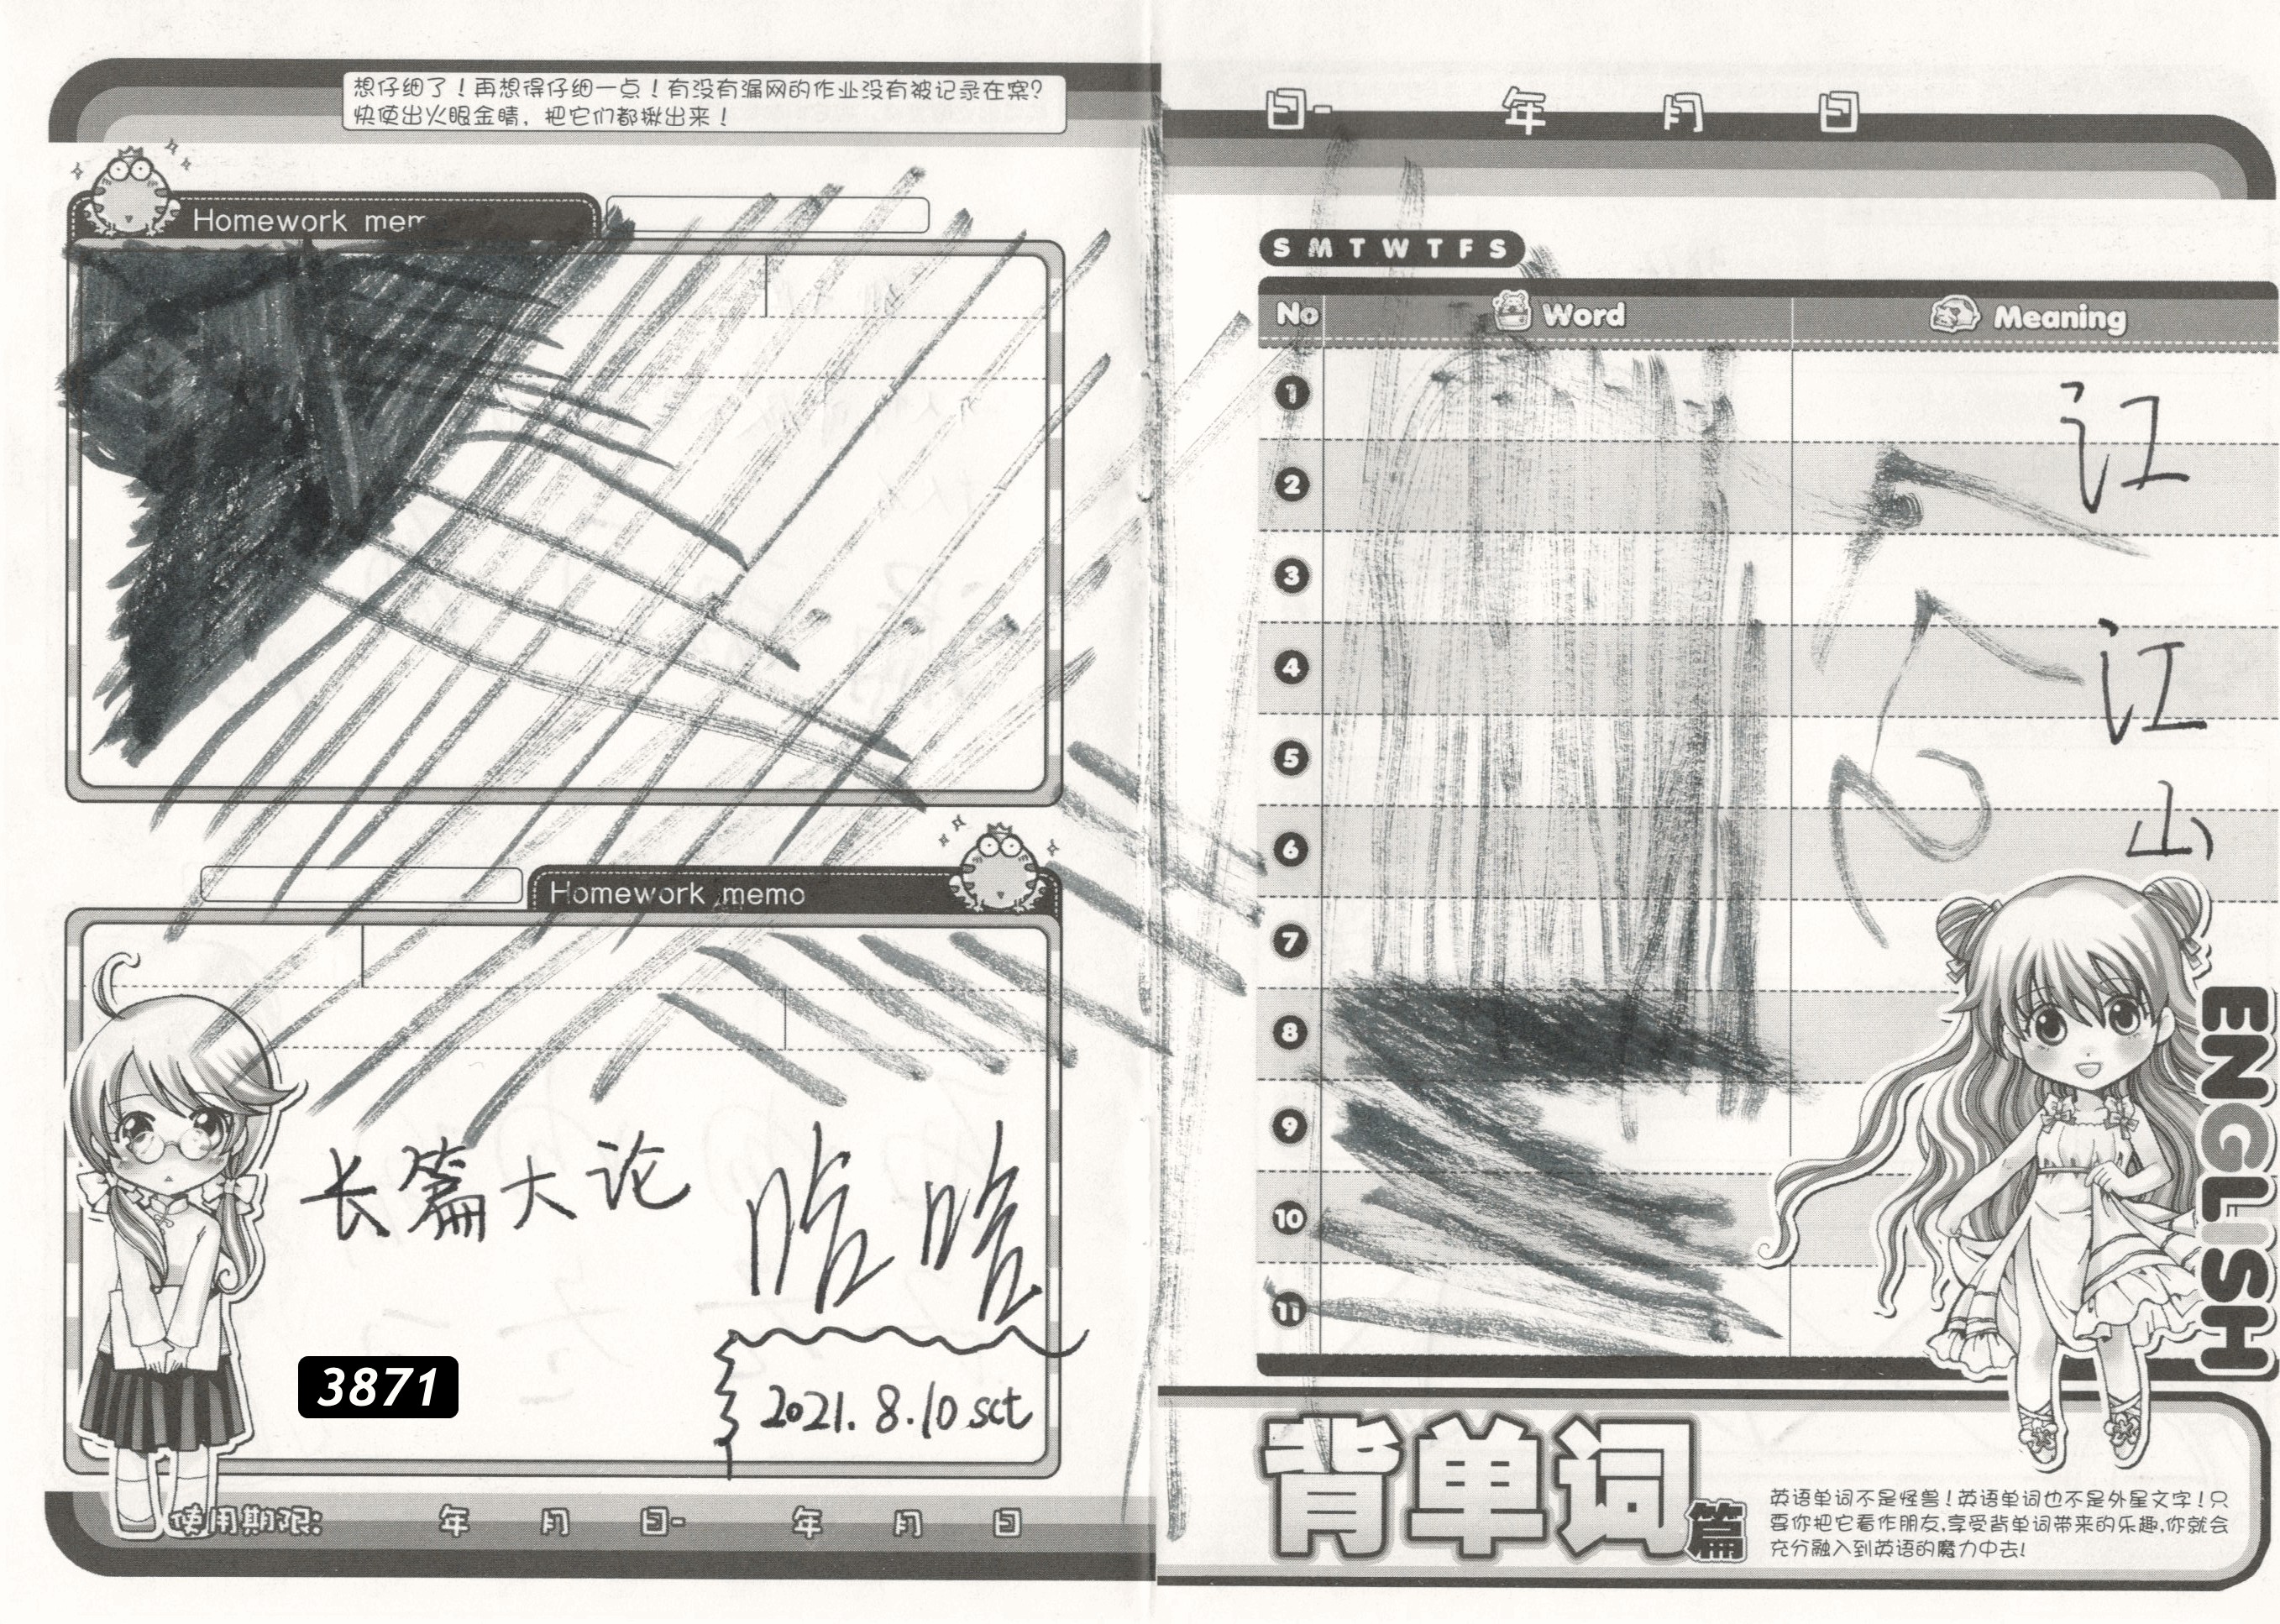 想仔细了！再想得仔细一点！有没有漏网的作业没有被记录在案？
快使出火眼金睛，把它们都揪出来！
Homework mem
Homework memo
长篇大论
3871
2021.8.10 sct
使用期限: 年 月 日- 年 月 日
日- 年 月 日
S M T W T F S
No Word Meaning
1
江
2
3
4
江
5
6
山
7
8
9
10
11
ENGLISH
背单词篇
英语单词不是怪兽！英语单词也不是外星文字！只
要你把它看作朋友,享受背单词带来的乐趣,你就会
充分融入到英语的魔力中去!